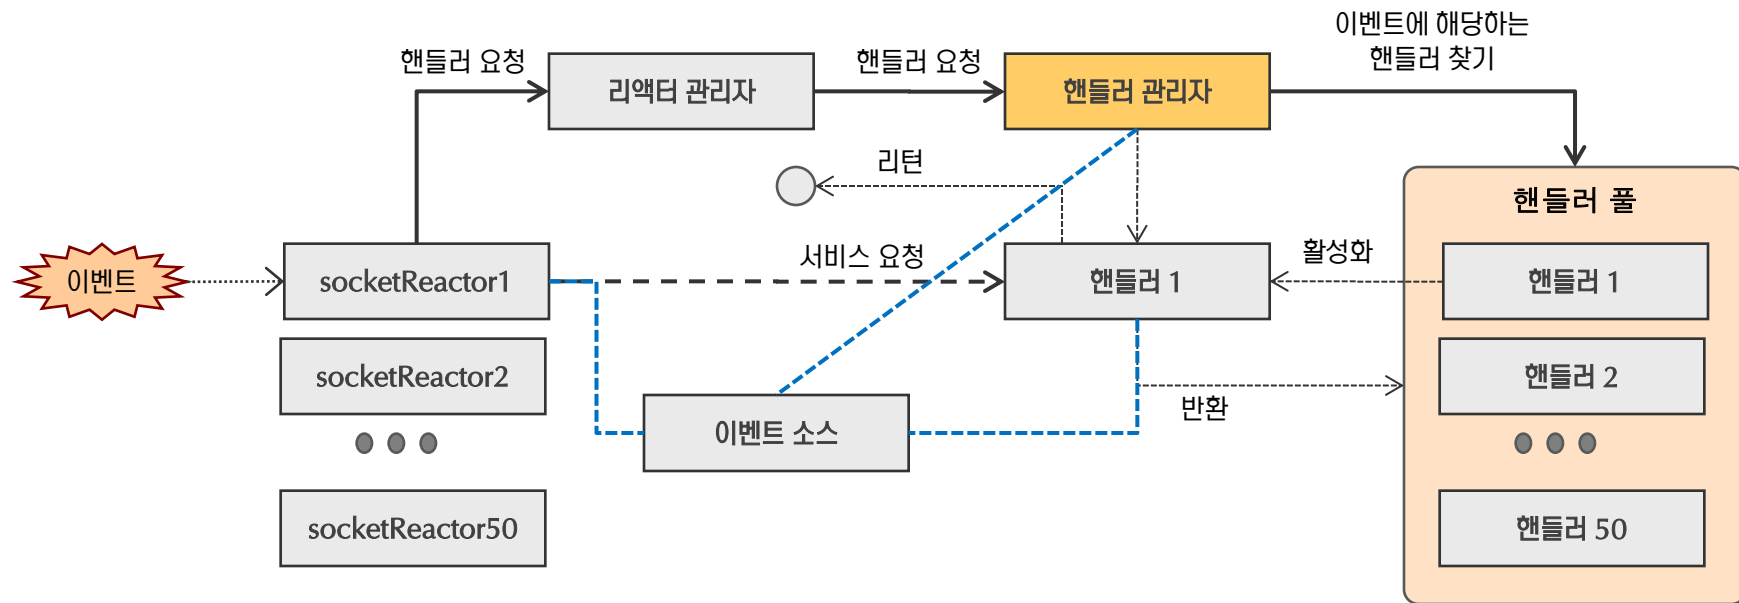 이벤트에 해당하는
핸들러 찾기
핸들러 요청
핸들러 요청
리액터 관리자
핸들러 관리자
리턴
핸들러 풀
이벤트
socketReactor1
서비스 요청
핸들러 1
활성화
핸들러 1
socketReactor2
핸들러 2
반환
이벤트 소스
socketReactor50
핸들러 50